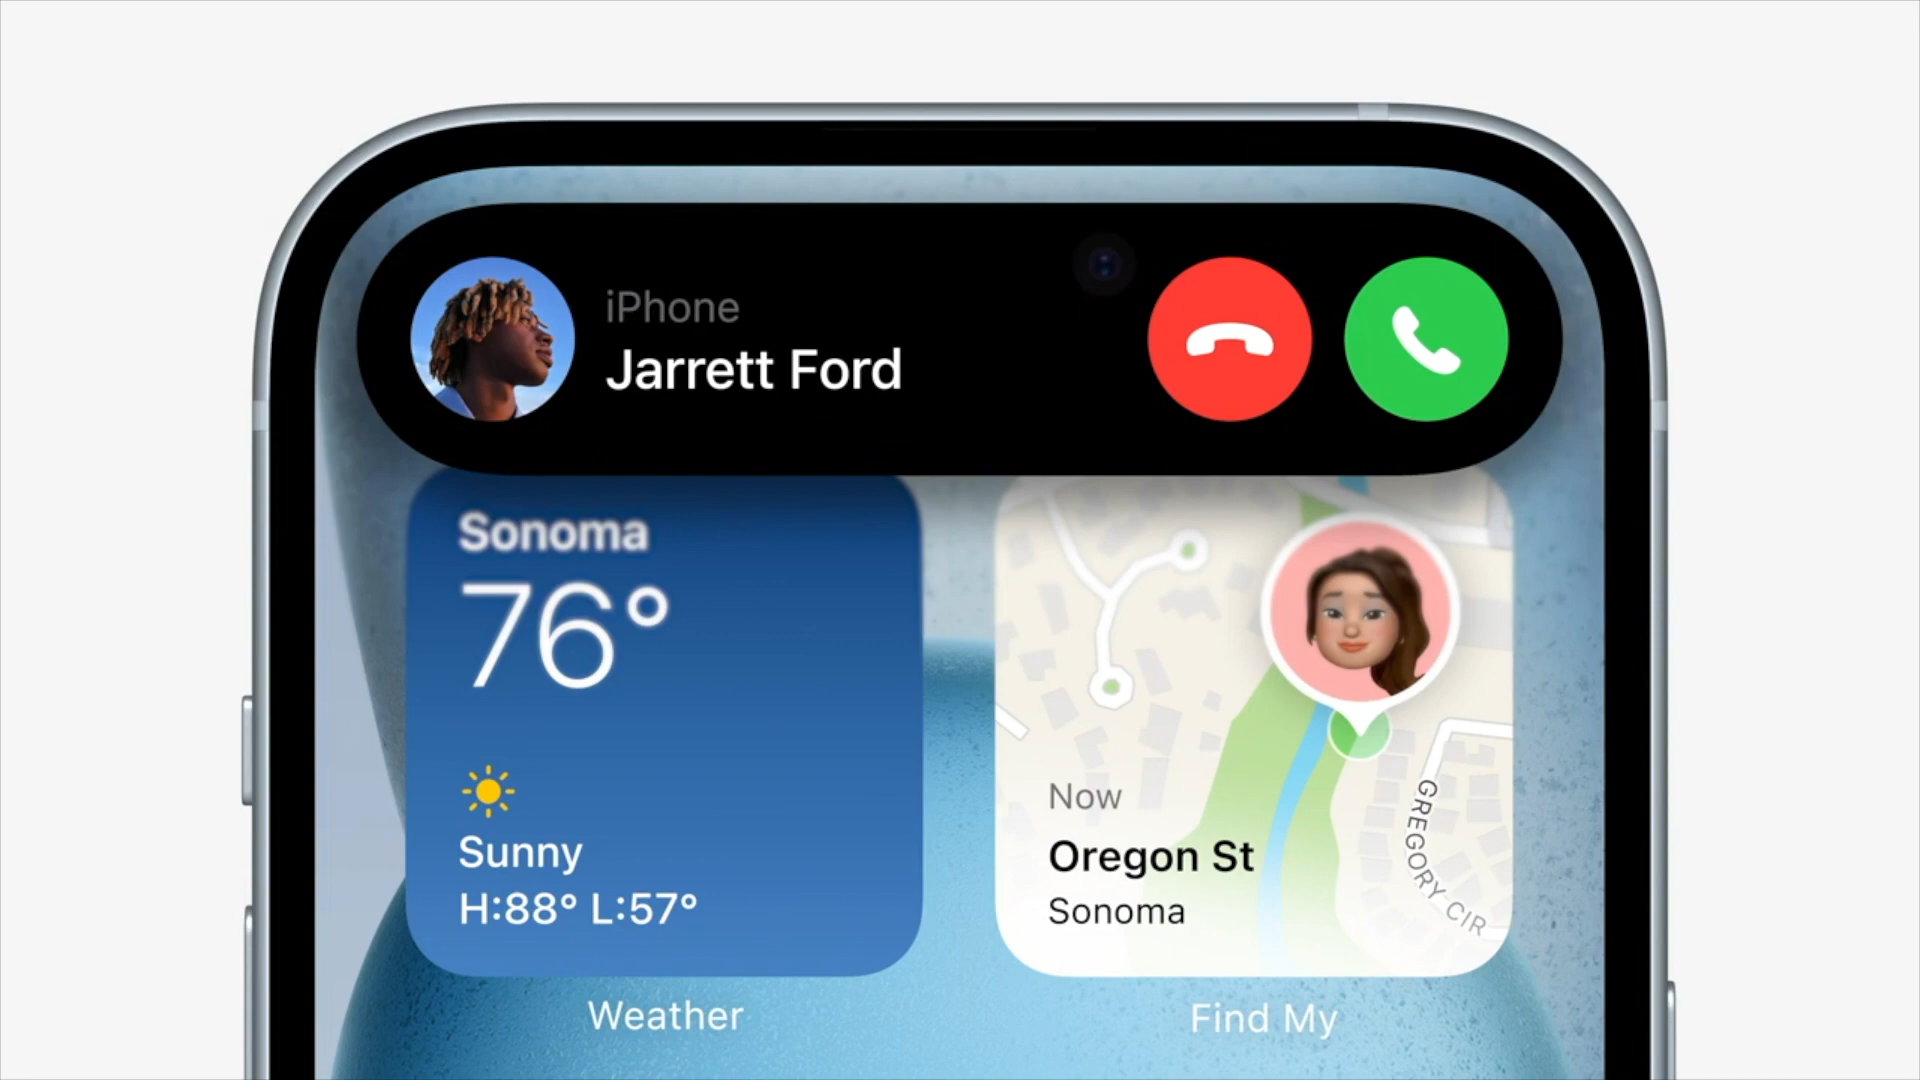 iPhone
Jarrett Ford
Sonoma
76°
Sunny
H:88° L:57°
Weather
Now
Oregon St
Sonoma
GREGORY CIR
Find My